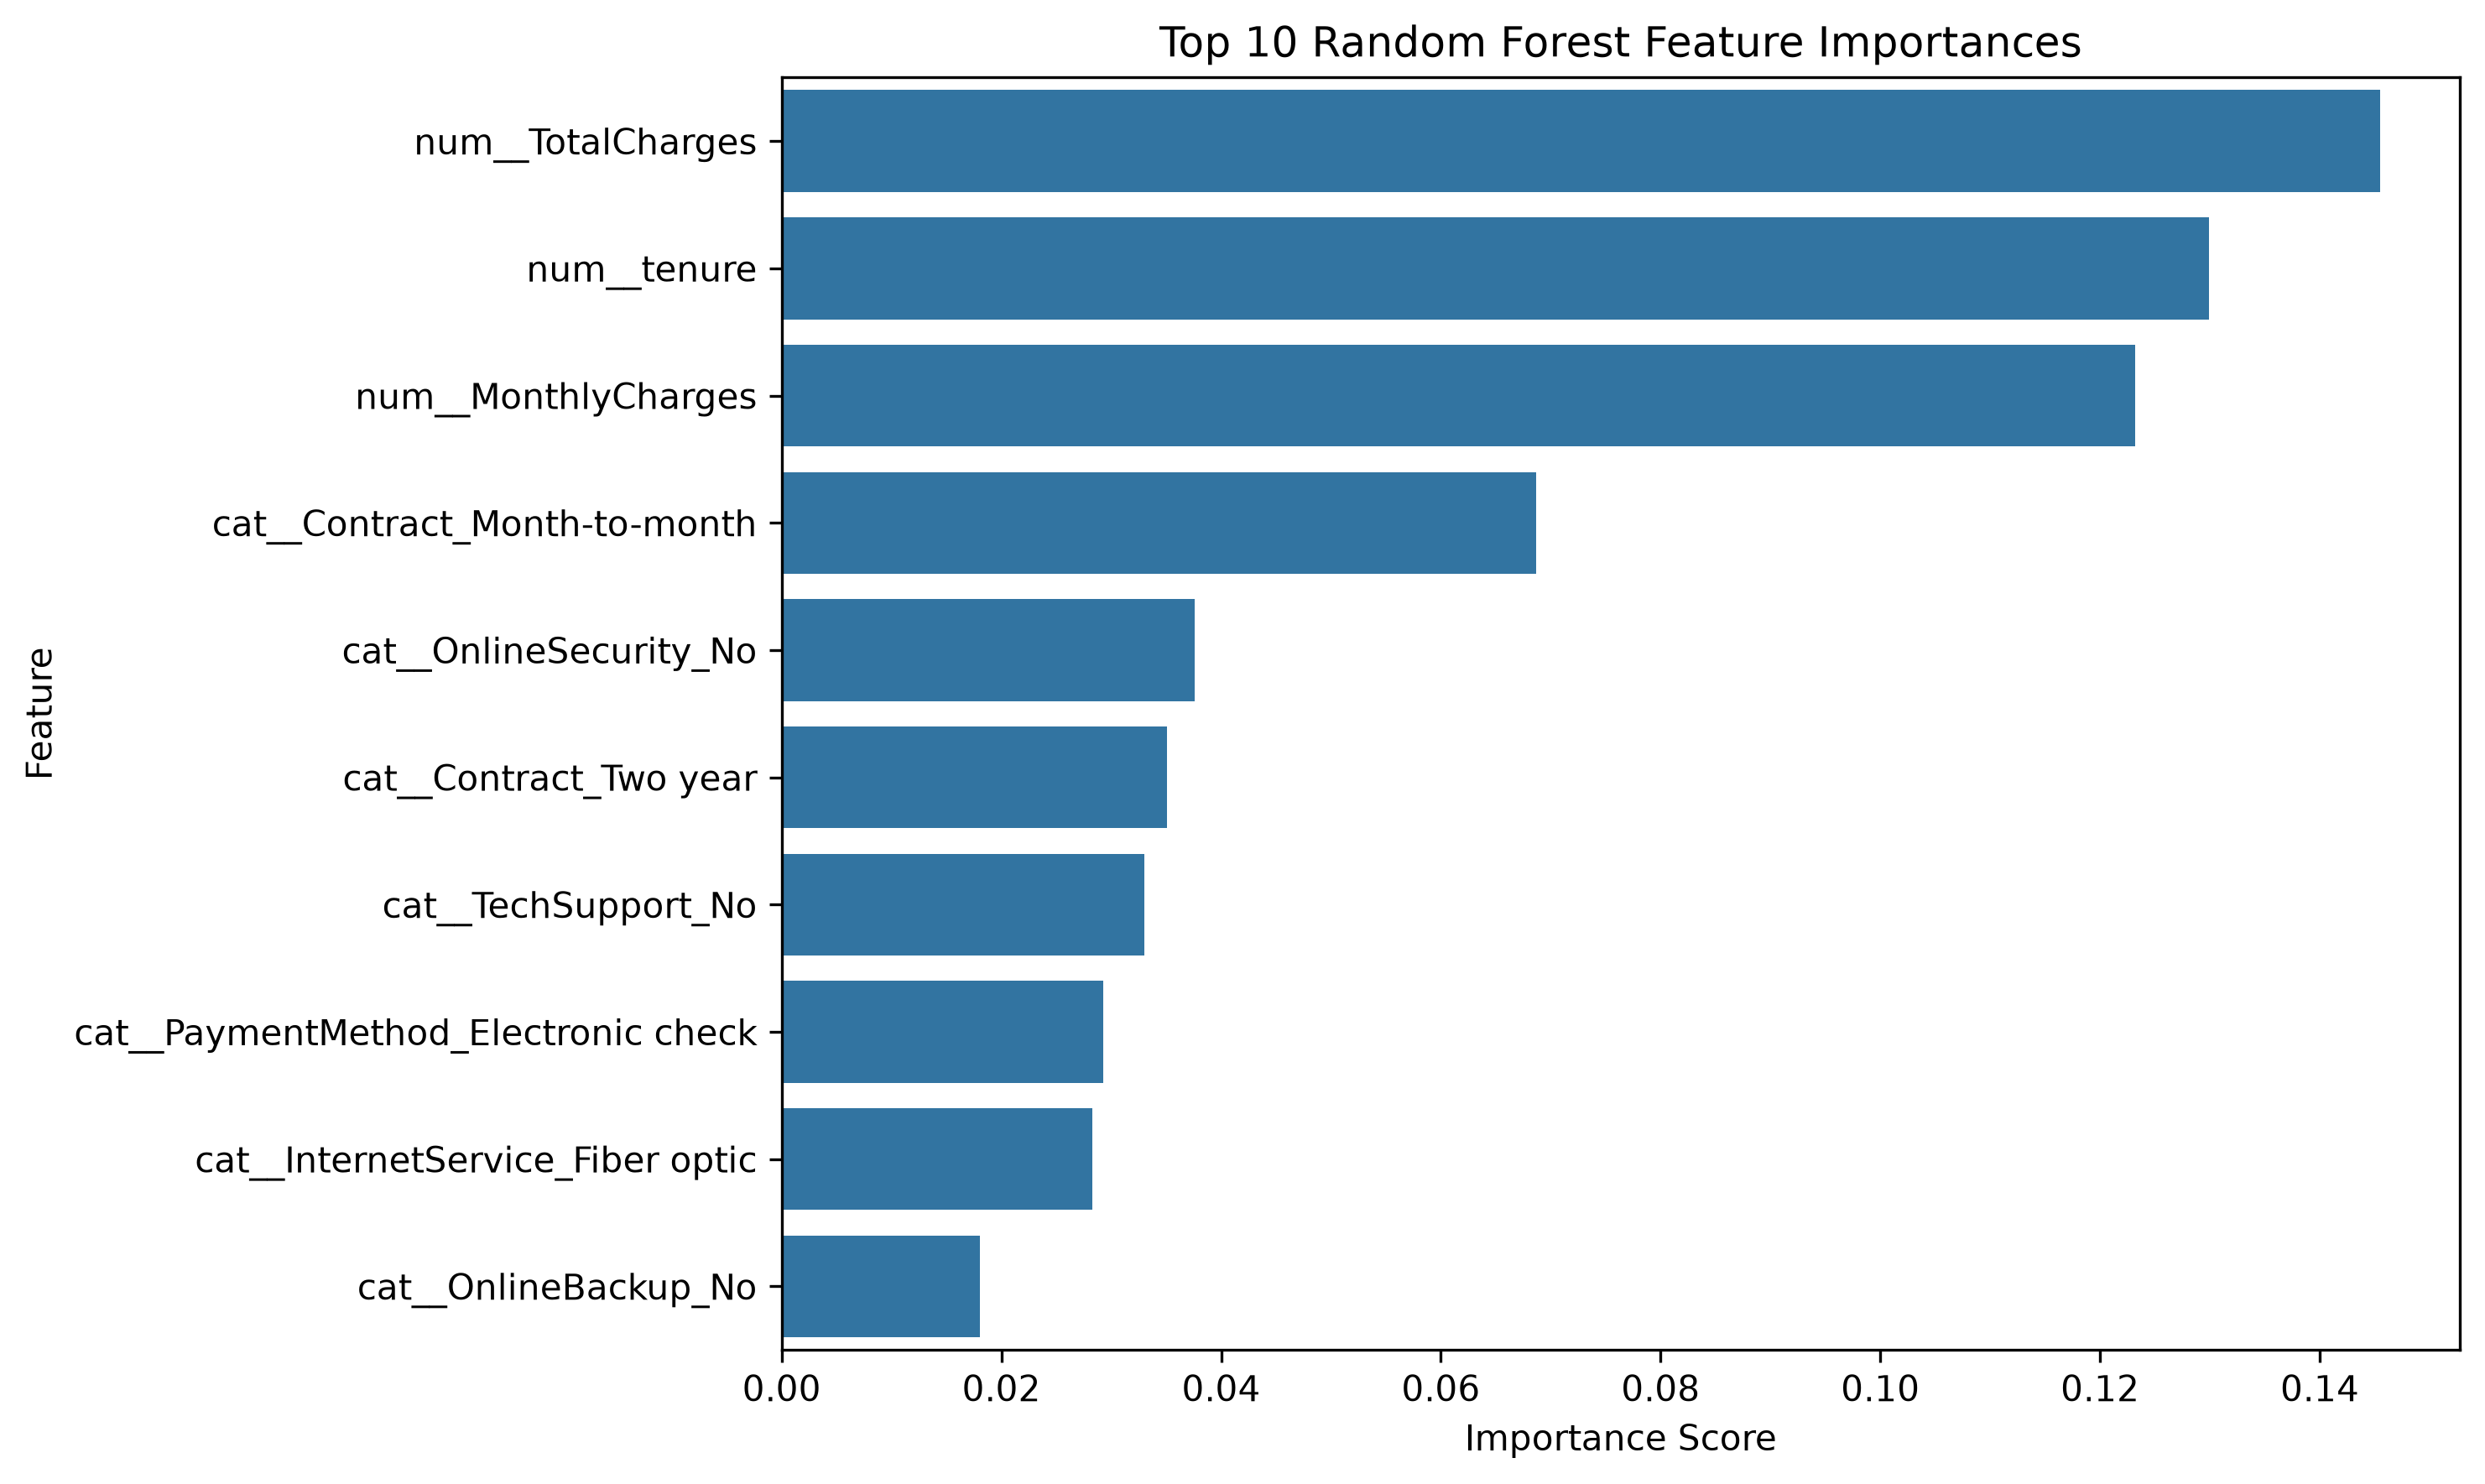 Top 10 Random Forest Feature Importances
num__TotalCharges
num__tenure
num__MonthlyCharges
cat__Contract_Month-to-month
cat__OnlineSecurity_No
cat__Contract_Two year
cat__TechSupport_No
cat__PaymentMethod_Electronic check
cat__InternetService_Fiber optic
cat__OnlineBackup_No
Feature
0.00 0.02 0.04 0.06 0.08 0.10 0.12 0.14
Importance Score